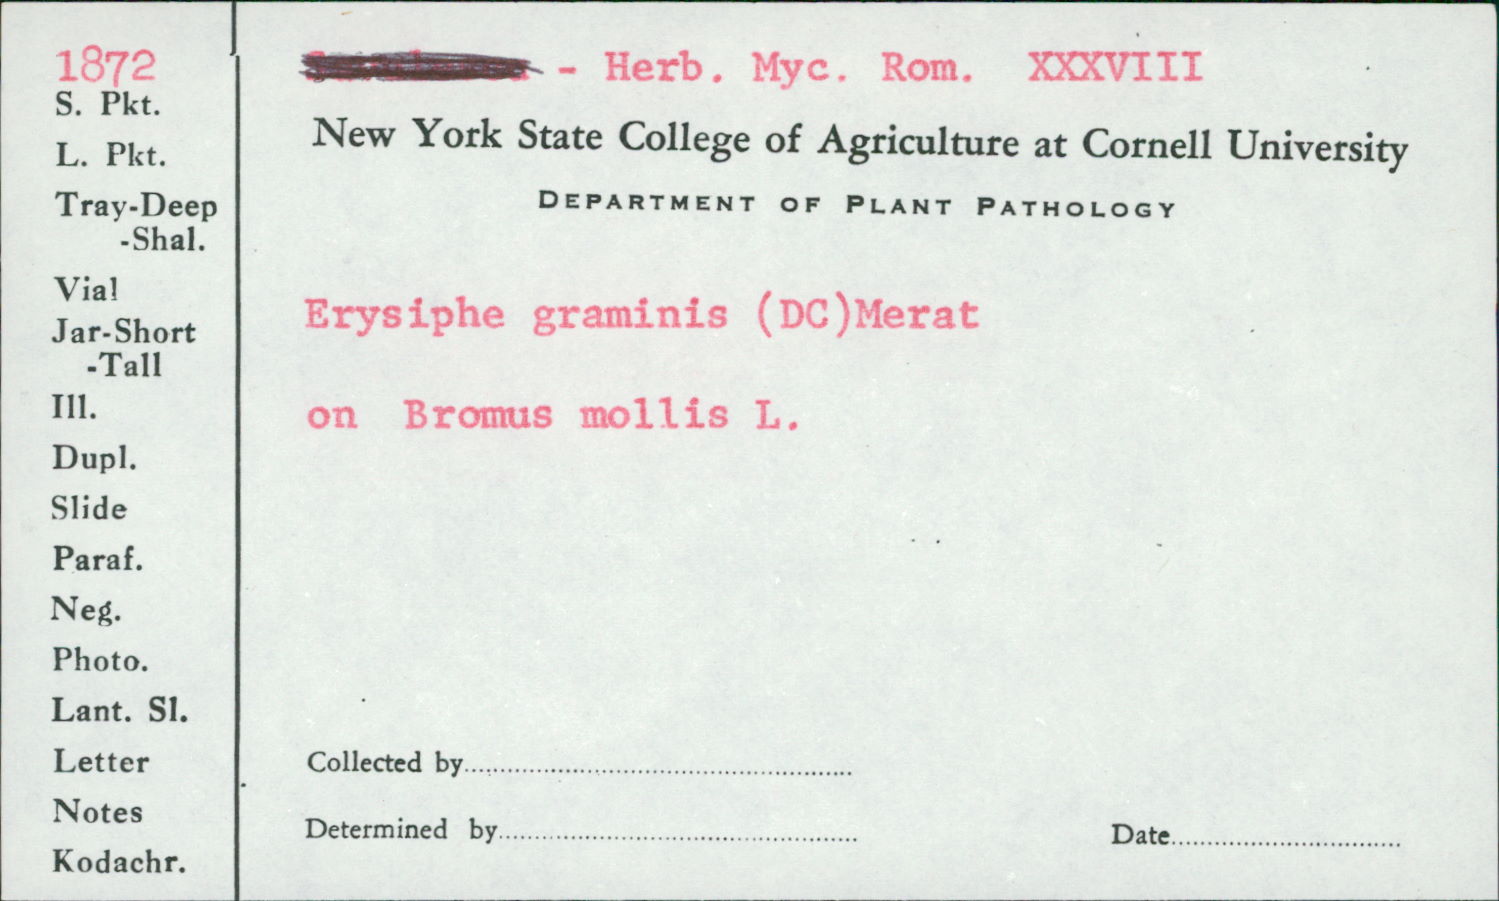 1872
- Herb. Myc. Rom. XXXVIII
S. Pkt.
L. Pkt.
Tray-Deep
-Shal.
Vial
Jar-Short
-Tall
Ill.
Dupl.
Slide
Paraf.
Neg.
Photo.
Lant. Sl.
Letter
Notes
Kodachr.
New York State College of Agriculture at Cornell University
DEPARTMENT OF PLANT PATHOLOGY
Erysiphe graminis (DC)Merat
on Bromus mollis L.
Collected by
Determined by
Date